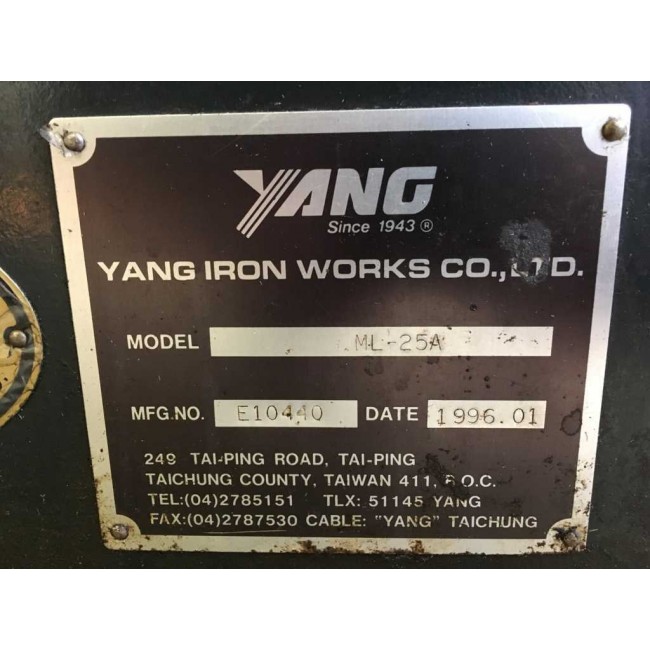 YANG
Since 1943 ®
YANG IRON WORKS CO., LTD.
MODEL ML-25A
MFG.NO. E10440 DATE 1996.01
249 TAI-PING ROAD, TAI-PING
TAICHUNG COUNTY, TAIWAN 411, R.O.C.
TEL:(04)2785151 TLX: 51145 YANG
FAX:(04)2787530 CABLE: "YANG" TAICHUNG